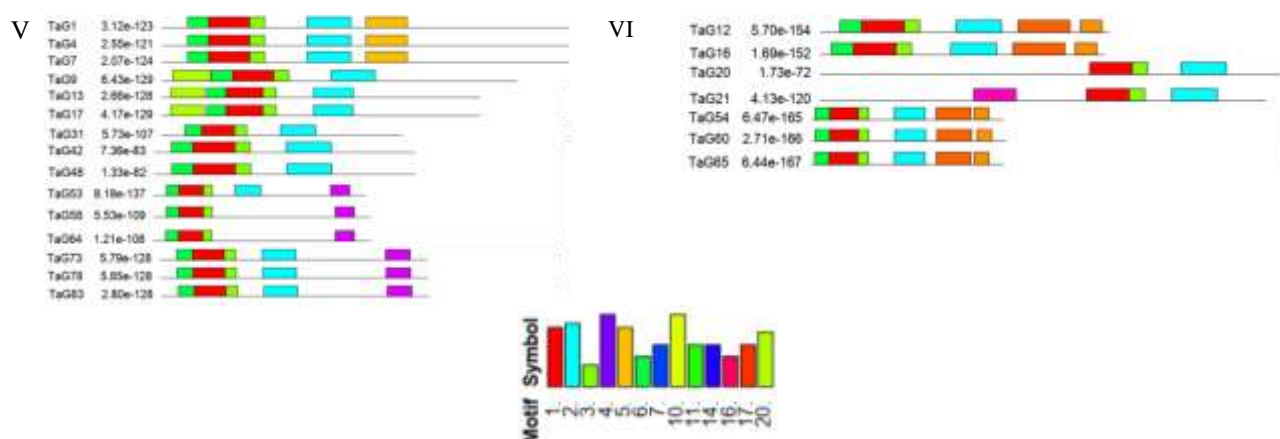 V
TaG1 3.12e-123
TaG4 2.55e-121
TaG7 2.07e-124
TaG9 6.43e-129
TaG13 2.66e-128
TaG17 4.17e-129
TaG31 5.73e-107
TaG42 7.36e-83
TaG48 1.33e-82
TaG53 8.18e-137
TaG58 5.53e-109
TaG64 1.21e-108
TaG73 5.79e-128
TaG78 5.85e-128
TaG83 2.80e-128
VI
TaG12 5.70e-154
TaG16 1.69e-152
TaG20 1.73e-72
TaG21 4.13e-120
TaG54 6.47e-165
TaG60 2.71e-166
TaG65 6.44e-167
Motif Symbol
1. 2. 3. 4. 5. 6. 7. 10. 11. 14. 16. 17. 20.